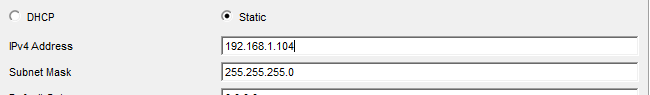 DHCP Static
IPv4 Address 192.168.1.104
Subnet Mask 255.255.255.0